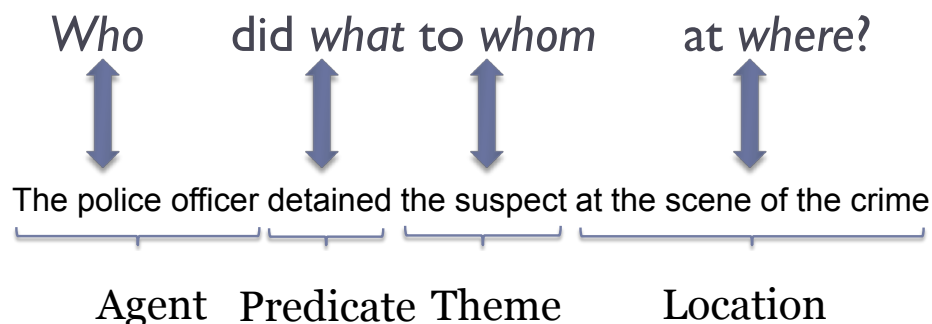 Who did what to whom at where?
The police officer detained the suspect at the scene of the crime
Agent Predicate Theme Location